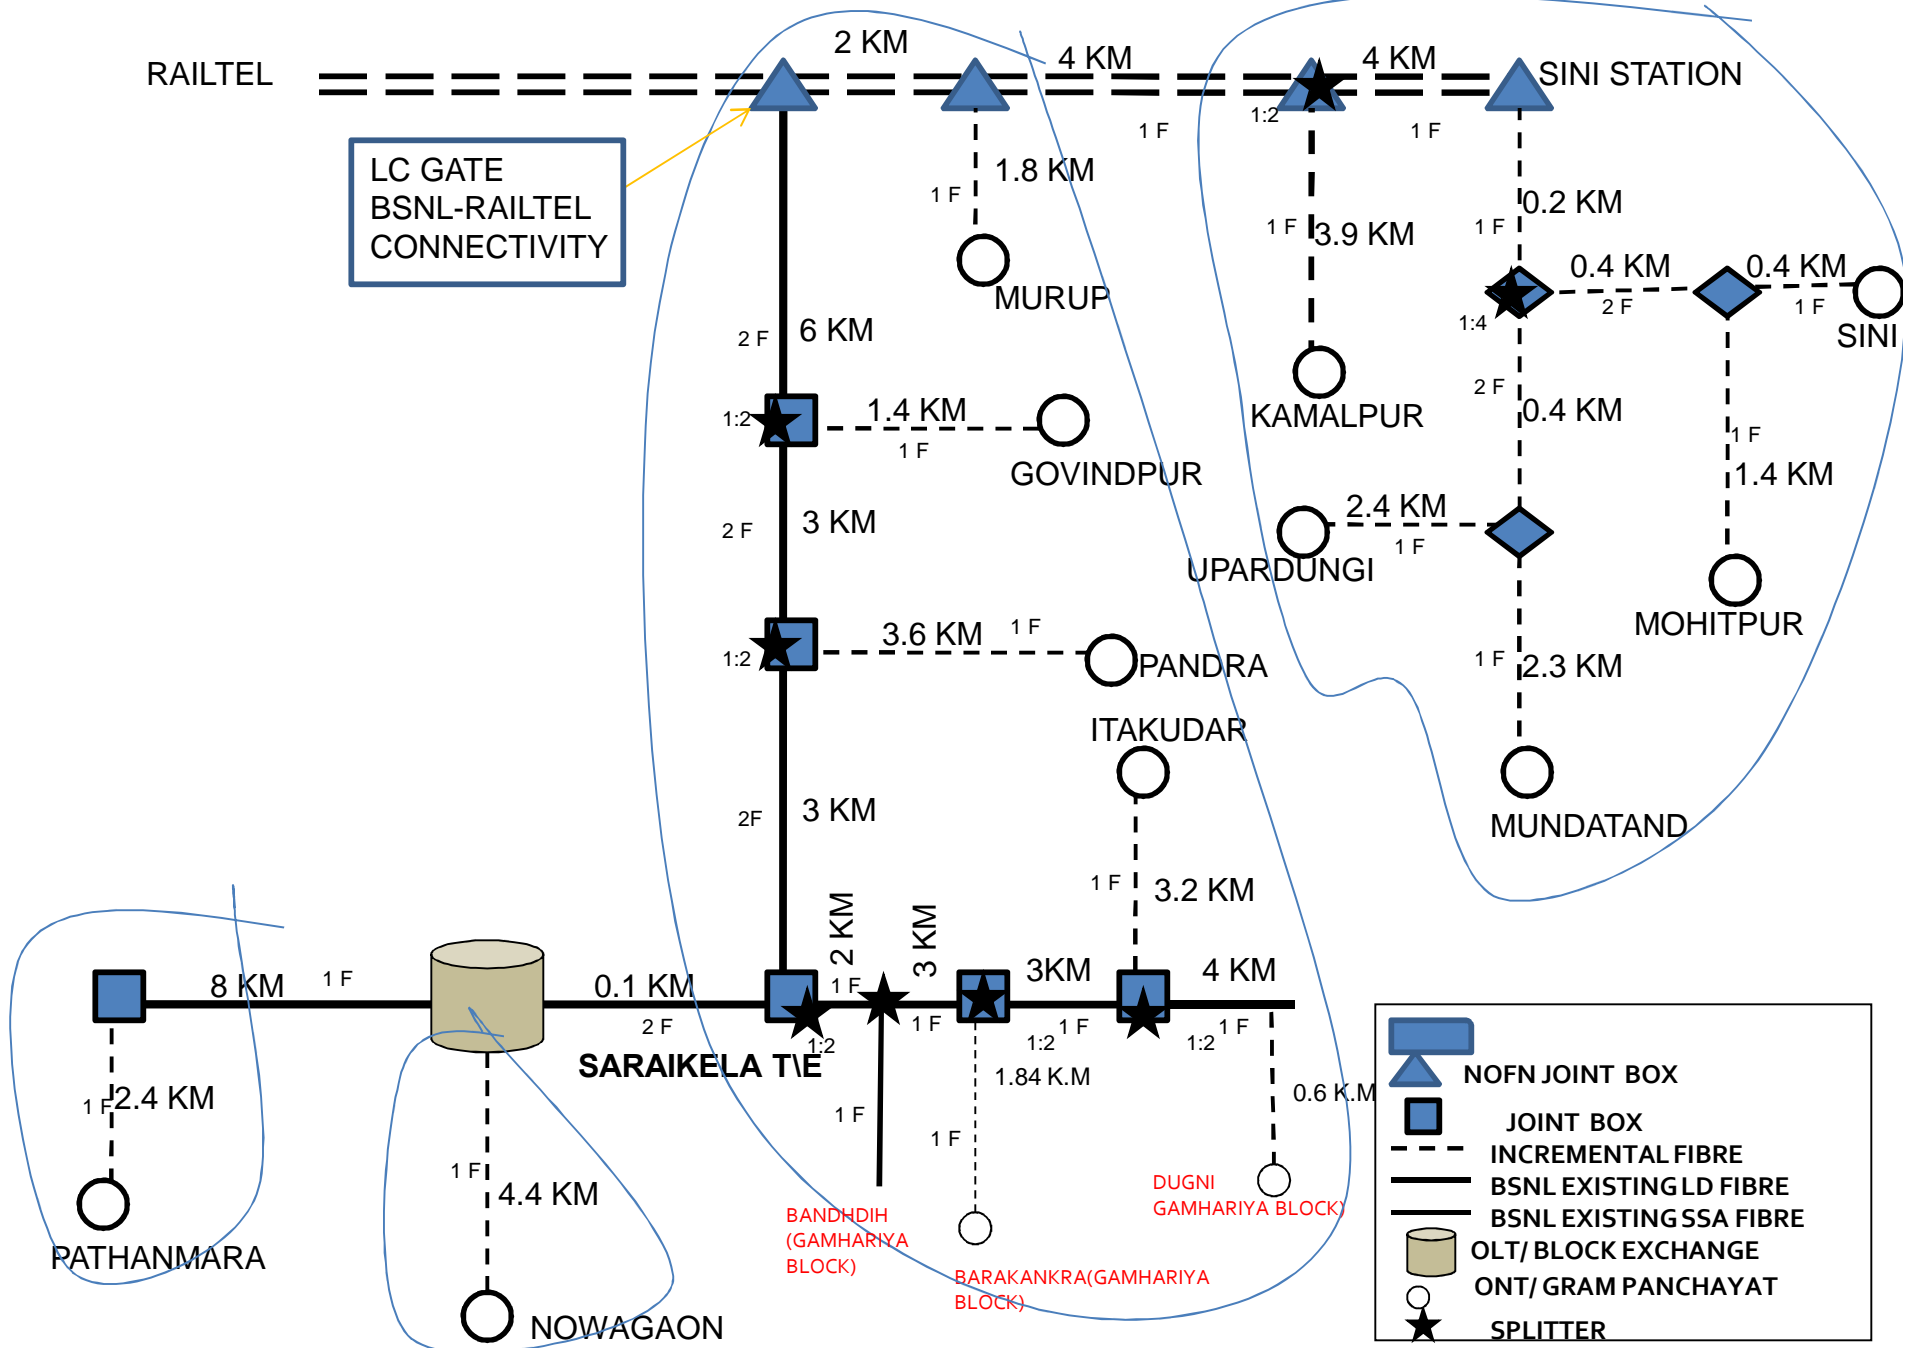 2 KM
4 KM
4 KM
RAILTEL
SINI STATION
1:2
1 F
1 F
LC GATE
BSNL-RAILTEL
CONNECTIVITY
1.8 KM
1 F
0.2 KM
1 F
1 F
3.9 KM
0.4 KM
0.4 KM
MURUP
2 F
1 F
1:4
SINI
6 KM
2 F
2 F
0.4 KM
1:2
1.4 KM
1 F
KAMALPUR
1 F
GOVINDPUR
1.4 KM
2.4 KM
1 F
3 KM
2 F
UPARDUNGI
3.6 KM
1 F
MOHITPUR
1:2
PANDRA
1 F
2.3 KM
ITAKUDAR
3 KM
2F
MUNDATAND
1 F
3.2 KM
2 KM
3 KM
8 KM
1 F
0.1 KM
1 F
3KM
4 KM
2 F
1 F
1 F
1 F
1:2
1:2
1:2
SARAIKELA T\E
1.84 K.M
0.6 K.M
1 F
2.4 KM
1 F
1 F
1 F
4.4 KM
DUGNI
GAMHARIYA BLOCK)
BANDHDIH
(GAMHARIYA
BLOCK)
PATHANMARA
BARAKANKRA(GAMHARIYA
BLOCK)
NOWAGAON
NOFN JOINT BOX
JOINT BOX
INCREMENTAL FIBRE
BSNL EXISTING LD FIBRE
BSNL EXISTING SSA FIBRE
OLT/ BLOCK EXCHANGE
ONT/ GRAM PANCHAYAT
SPLITTER